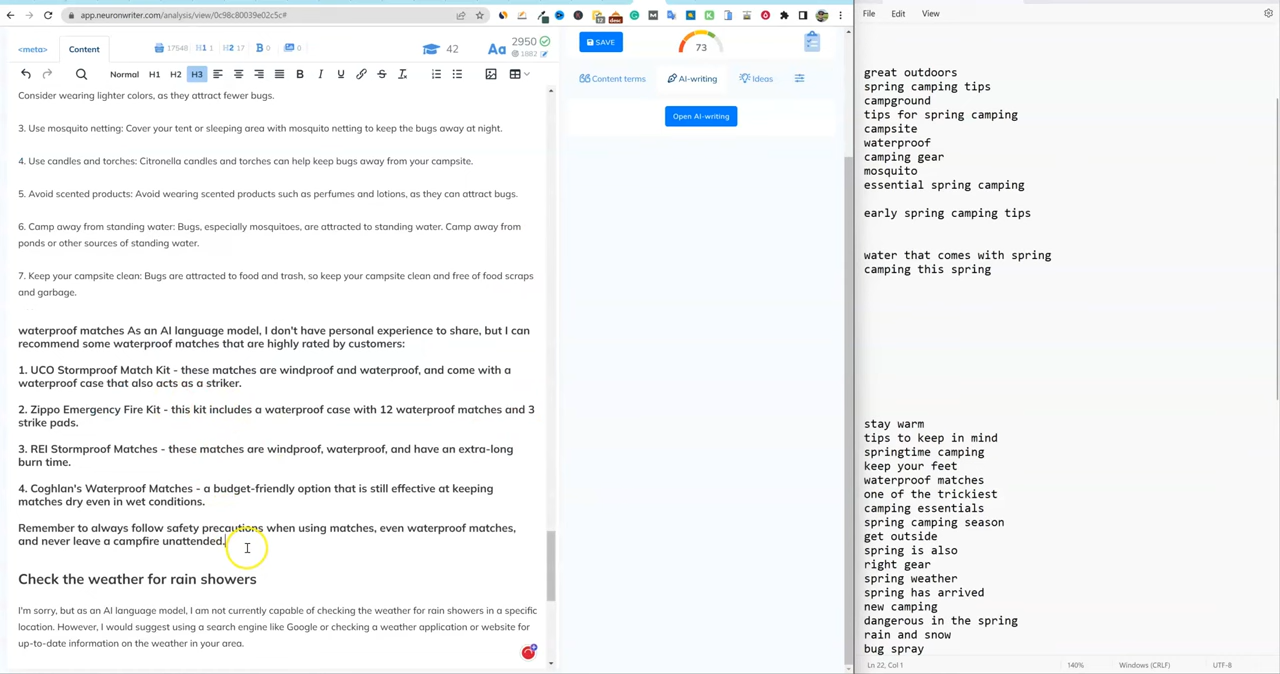 app.neuronwriter.com/analysis/view/0c98c80039e02c5c#
<meta>
Content
17548
H1 1
H2 17
B 0
0
42
Aa
2950
1882
Normal
H1
H2
H3
Consider wearing lighter colors, as they attract fewer bugs.
3. Use mosquito netting: Cover your tent or sleeping area with mosquito netting to keep the bugs away at night.
4. Use candles and torches: Citronella candles and torches can help keep bugs away from your campsite.
5. Avoid scented products: Avoid wearing scented products such as perfumes and lotions, as they can attract bugs.
6. Camp away from standing water: Bugs, especially mosquitoes, are attracted to standing water. Camp away from
ponds or other sources of standing water.
7. Keep your campsite clean: Bugs are attracted to food and trash, so keep your campsite clean and free of food scraps
and garbage.
waterproof matches As an AI language model, I don't have personal experience to share, but I can
recommend some waterproof matches that are highly rated by customers:
1. UCO Stormproof Match Kit - these matches are windproof and waterproof, and come with a
waterproof case that also acts as a striker.
2. Zippo Emergency Fire Kit - this kit includes a waterproof case with 12 waterproof matches and 3
strike pads.
3. REI Stormproof Matches - these matches are windproof, waterproof, and have an extra-long
burn time.
4. Coghlan's Waterproof Matches - a budget-friendly option that is still effective at keeping
matches dry even in wet conditions.
Remember to always follow safety precautions when using matches, even waterproof matches,
and never leave a campfire unattended.
Check the weather for rain showers
I'm sorry, but as an AI language model, I am not currently capable of checking the weather for rain showers in a specific
location. However, I would suggest using a search engine like Google or checking a weather application or website for
up-to-date information on the weather in your area.
SAVE
73
Content terms
AI-writing
Ideas
Open AI-writing
File
Edit
View
great outdoors
spring camping tips
campground
tips for spring camping
campsite
waterproof
camping gear
mosquito
essential spring camping
early spring camping tips
water that comes with spring
camping this spring
stay warm
tips to keep in mind
springtime camping
keep your feet
waterproof matches
one of the trickiest
camping essentials
spring camping season
get outside
spring is also
right gear
spring weather
spring has arrived
new camping
dangerous in the spring
rain and snow
bug spray
Ln 22, Col 1
140%
Windows (CRLF)
UTF-8